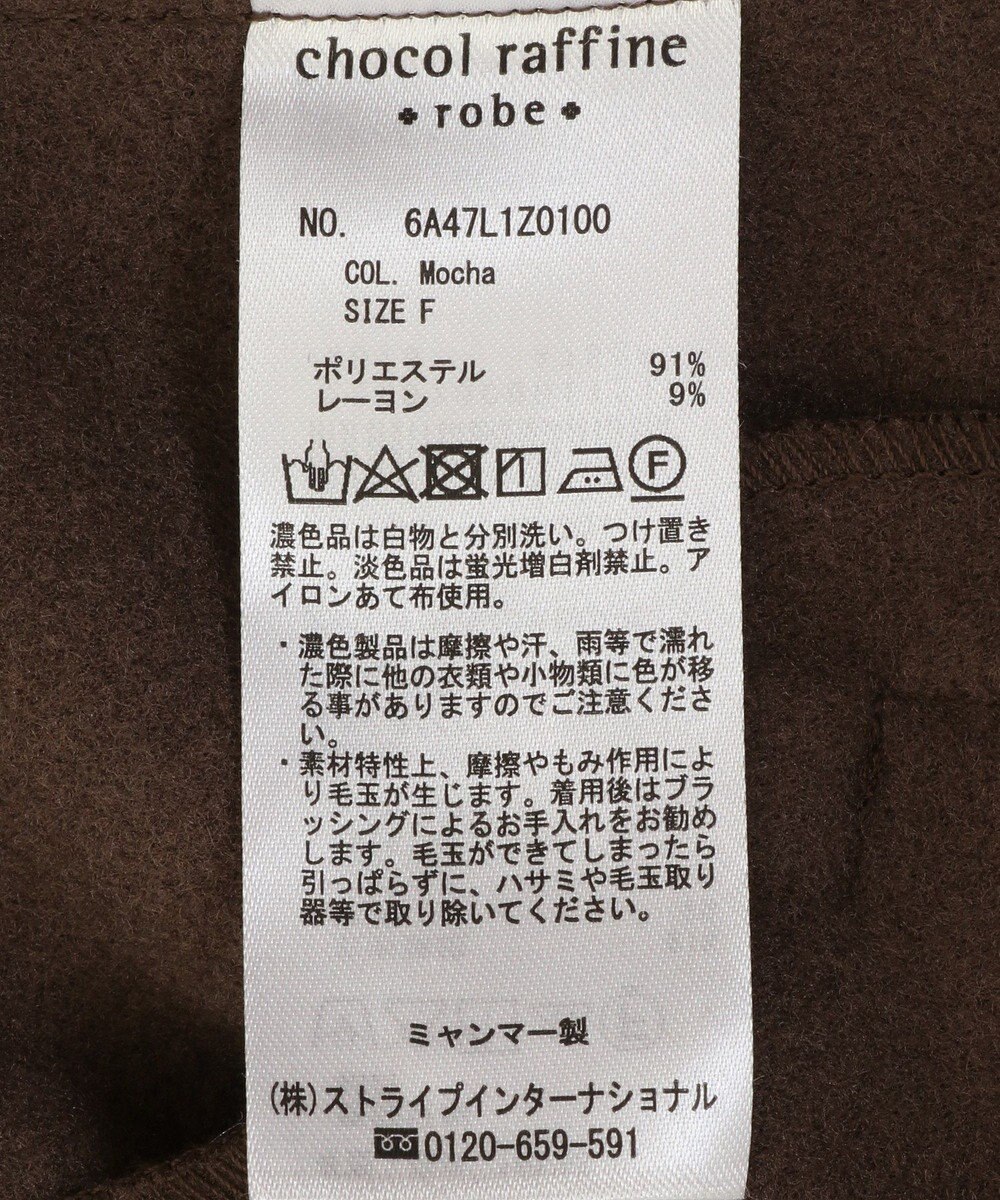 chocol raffine
robe
NO. 6A47L1Z0100
COL. Mocha
SIZE F
ポリエステル 91%
レーヨン 9%
F
濃色品は白物と分別洗い。つけ置き
禁止。淡色品は蛍光増白剤禁止。ア
イロンあて布使用。
・濃色製品は摩擦や汗、雨等で濡れ
た際に他の衣類や小物類に色が移
る事がありますのでご注意くださ
い。
・素材特性上、摩擦やもみ作用によ
り毛玉が生じます。着用後はブラ
ッシングによるお手入れをお勧め
します。毛玉ができてしまったら
引っぱらずに、ハサミや毛玉取り
器等で取り除いてください。
ミャンマー製
(株)ストライプインターナショナル
0120-659-591